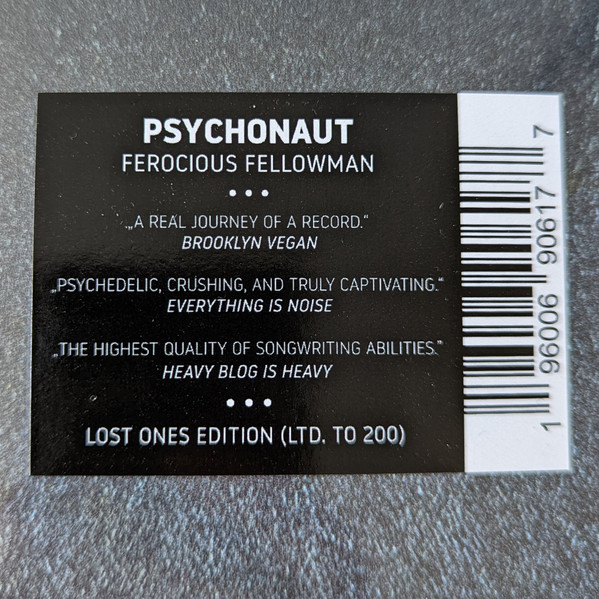 PSYCHONAUT
FEROCIOUS FELLOWMAN
•••
„A REAL JOURNEY OF A RECORD.“
BROOKLYN VEGAN
„PSYCHEDELIC, CRUSHING, AND TRULY CAPTIVATING.“
EVERYTHING IS NOISE
„THE HIGHEST QUALITY OF SONGWRITING ABILITIES.“
HEAVY BLOG IS HEAVY
•••
LOST ONES EDITION (LTD. TO 200)
1 96006 90617 7